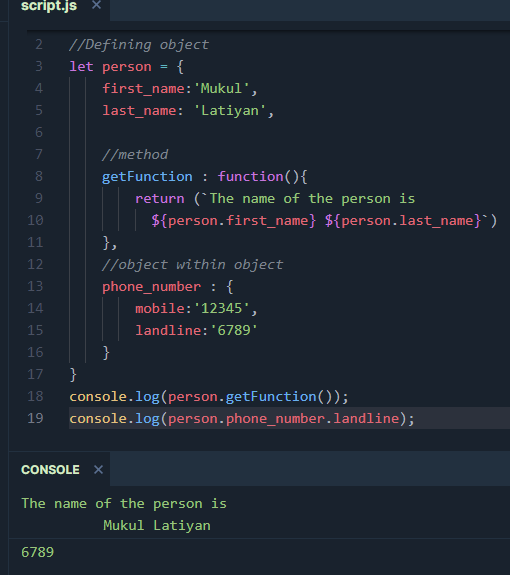 script.js ×
2 //Defining object
3 let person = {
4 first_name:'Mukul',
5 last_name: 'Latiyan',
6
7 //method
8 getFunction : function(){
9 return (`The name of the person is
10 ${person.first_name} ${person.last_name}`)
11 },
12 //object within object
13 phone_number : {
14 mobile:'12345',
15 landline:'6789'
16 }
17 }
18 console.log(person.getFunction());
19 console.log(person.phone_number.landline);
CONSOLE ×
The name of the person is
Mukul Latiyan
6789